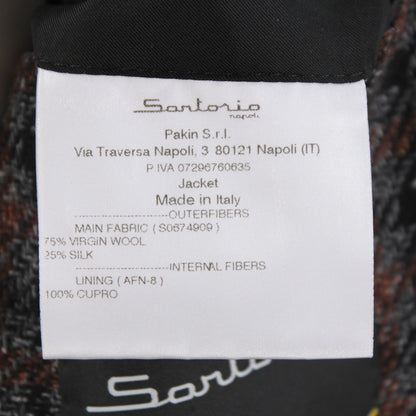 Sartorio
napoli
Pakin S.r.l.
Via Traversa Napoli, 3 80121 Napoli (IT)
P.IVA 07296760635
Jacket
Made in Italy
--------------------------OUTERFIBERS
MAIN FABRIC ( S0674909 )
75% VIRGIN WOOL
25% SILK
--------------------------INTERNAL FIBERS
LINING ( AFN-8 )
100% CUPRO